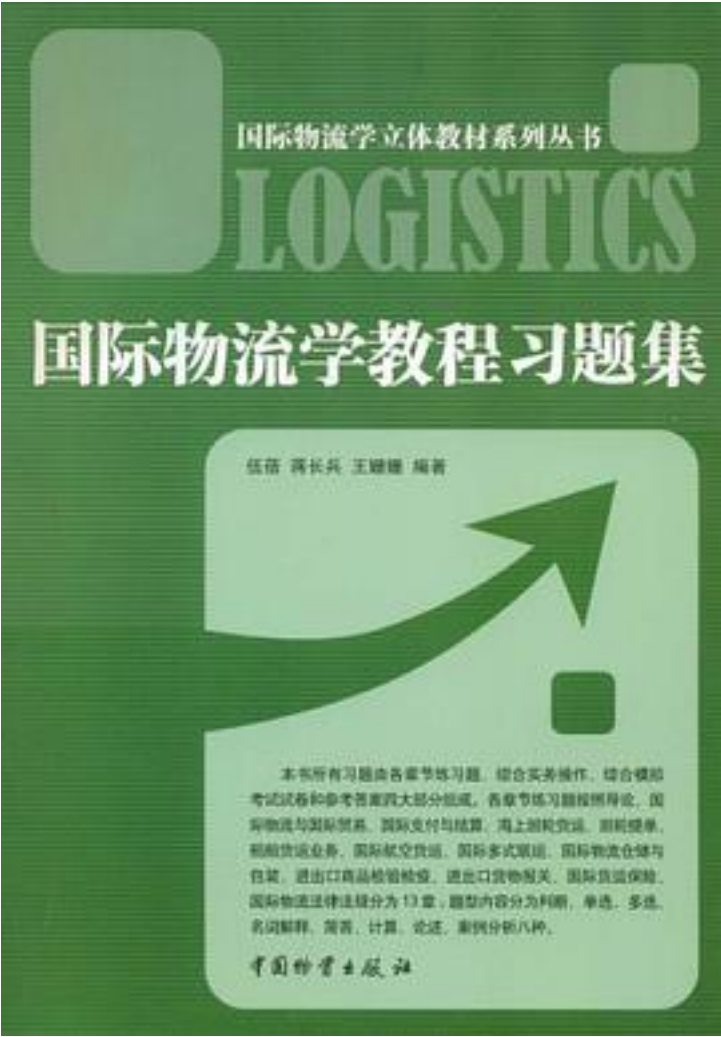 国际物流学立体教材系列丛书
LOGISTICS
国际物流学教程习题集
伍蓓 蒋长兵 王姗姗 编著
本书所有习题由各章节练习题、综合实务操作、综合模拟
考试试卷和参考答案四大部分组成。各章节练习题按照导论、国
际物流与国际贸易、国际支付与结算、海上班轮货运、班轮提单、
租船货运业务、国际航空货运、国际多式联运、国际物流仓储与
包装、进出口商品检验检疫、进出口货物报关、国际货运保险、
国际物流法律法规分为13章，题型内容分为判断、单选、多选、
名词解释、简答、计算、论述、案例分析八种。
中国物资出版社